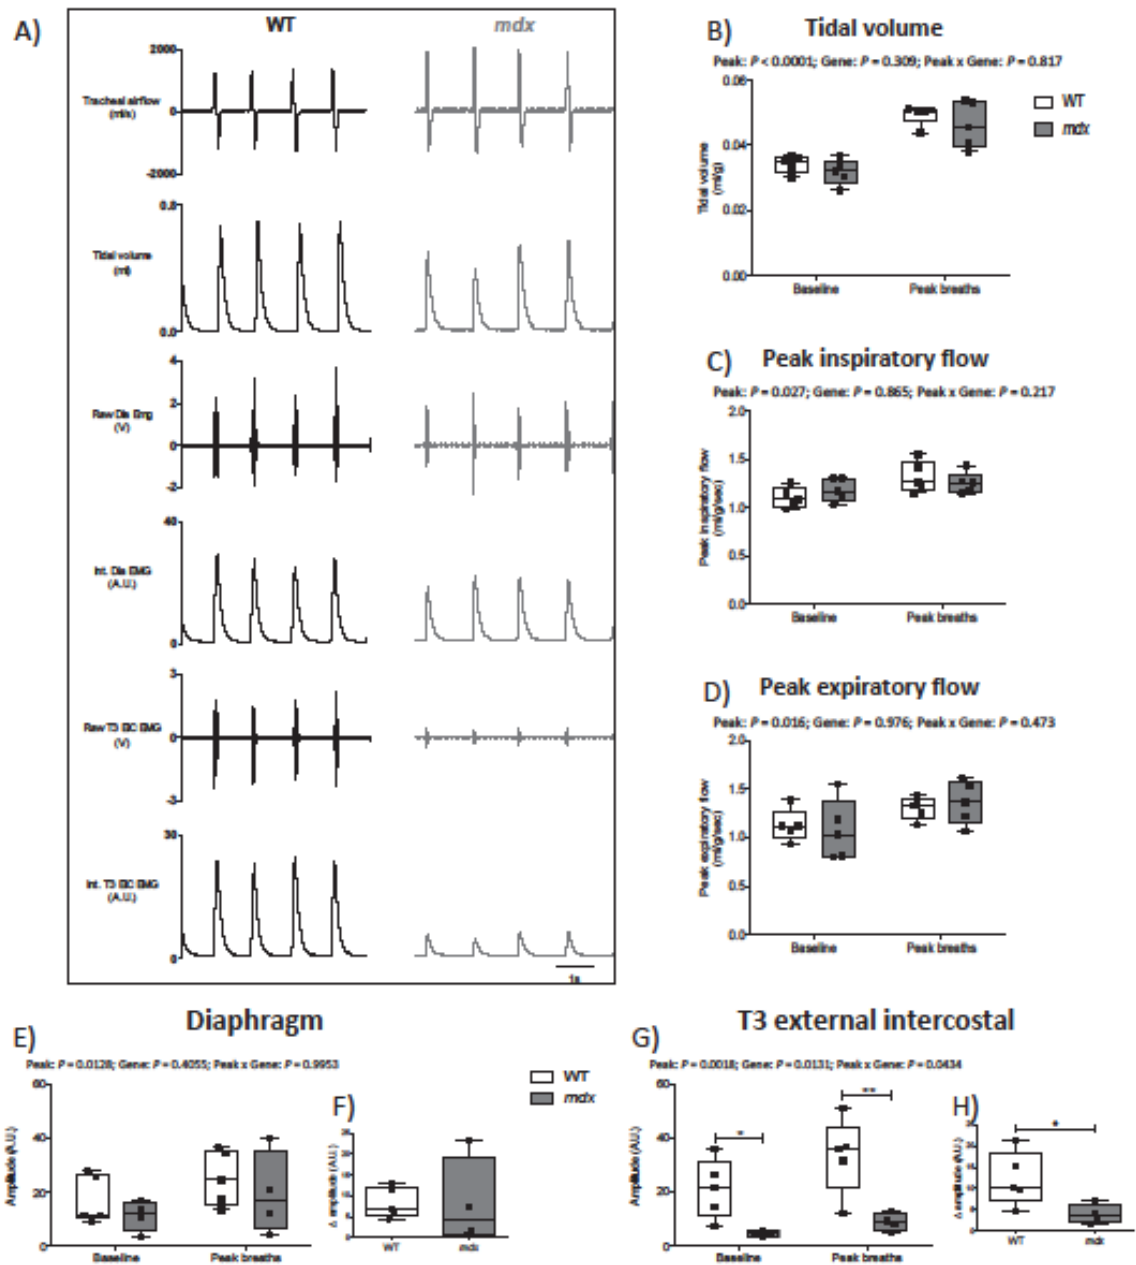 A)
WT
mdx
2000
Tracheal airflow
(ml/s)
0
-2000
0.8
Tidal volume
(ml)
0.0
4
Raw Dia Emg
(V)
2
0
-2
40
Int. Dia EMG
(A.U.)
0
3
Raw T3 EIC EMG
(V)
0
-3
30
Int. T3 EIC EMG
(A.U.)
0
1s
B)
Tidal volume
Peak: P < 0.0001; Gene: P = 0.309; Peak x Gene: P = 0.817
0.06
0.04
0.02
0.00
Tidal volume
(ml/g)
WT
mdx
Baseline
Peak breaths
C)
Peak inspiratory flow
Peak: P = 0.027; Gene: P = 0.865; Peak x Gene: P = 0.217
2.0
1.5
1.0
0.5
0.0
Peak inspiratory flow
(ml/g/sec)
Baseline
Peak breaths
D)
Peak expiratory flow
Peak: P = 0.016; Gene: P = 0.976; Peak x Gene: P = 0.473
2.0
1.5
1.0
0.5
0.0
Peak expiratory flow
(ml/g/sec)
Baseline
Peak breaths
E)
Diaphragm
Peak: P = 0.0128; Gene: P = 0.4055; Peak x Gene: P = 0.9953
60
40
20
0
Amplitude (A.U.)
Baseline
Peak breaths
WT
mdx
F)
Δ amplitude (A.U.)
WT
mdx
G)
T3 external intercostal
Peak: P = 0.0018; Gene: P = 0.0131; Peak x Gene: P = 0.0434
60
40
20
0
Amplitude (A.U.)
*
**
Baseline
Peak breaths
H)
Δ amplitude (A.U.)
*
WT
mdx